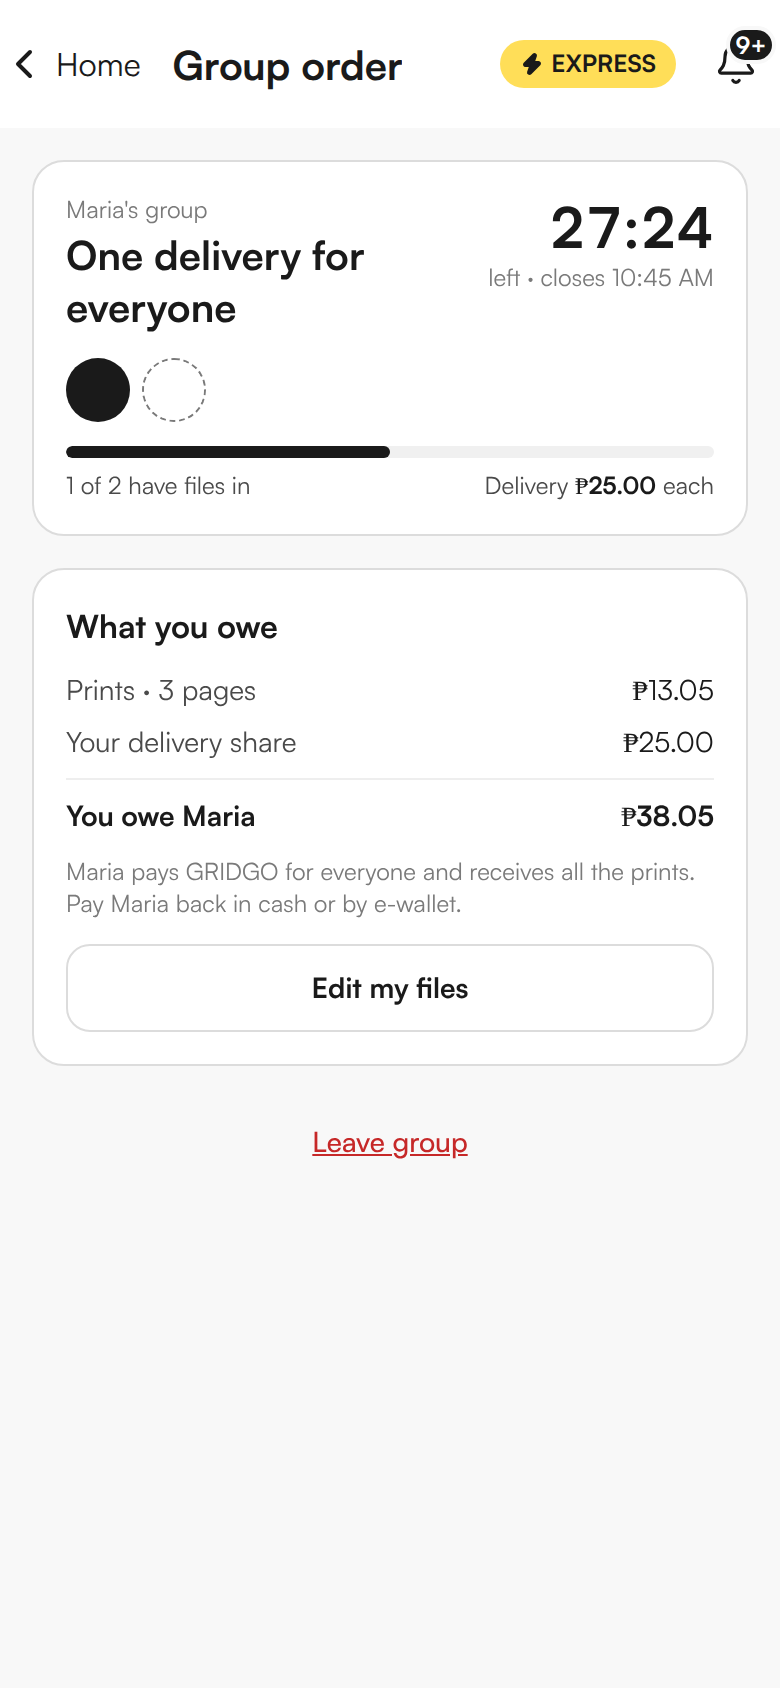 Home
Group order
EXPRESS
9+
Maria's group
One delivery for
everyone
27:24
left · closes 10:45 AM
1 of 2 have files in
Delivery ₱25.00 each
What you owe
Prints · 3 pages
₱13.05
Your delivery share
₱25.00
You owe Maria
₱38.05
Maria pays GRIDGO for everyone and receives all the prints.
Pay Maria back in cash or by e-wallet.
Edit my files
Leave group